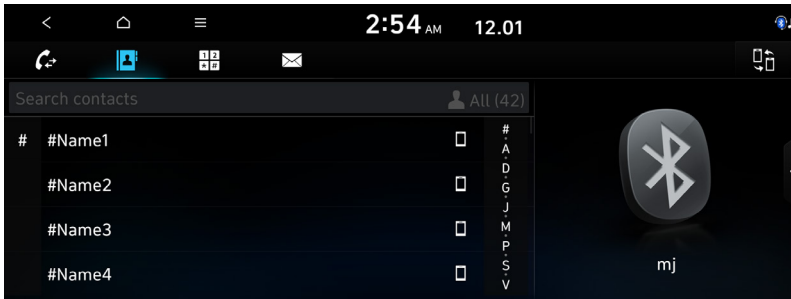 2:54 AM 12.01
1 2
* #
Search contacts All (42)
# #Name1
#Name2
#Name3
#Name4
#
A
D
G
J
M
P
S
V
mj